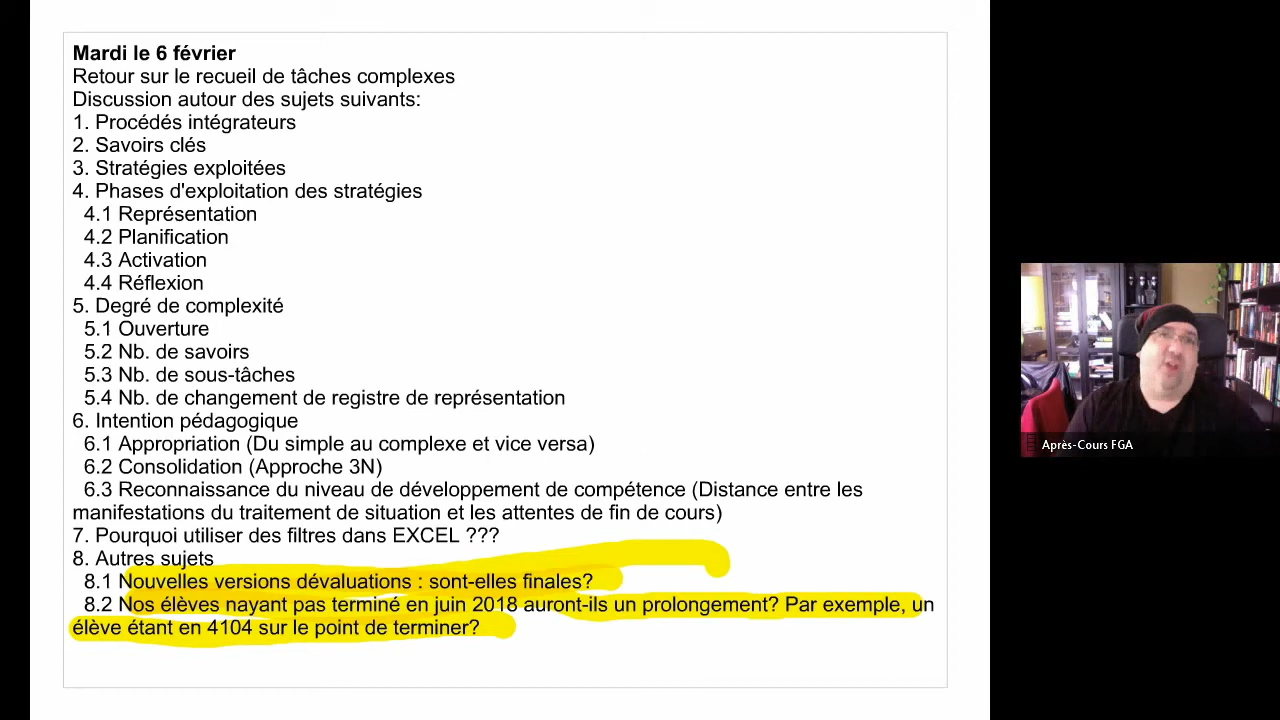 Mardi le 6 février
Retour sur le recueil de tâches complexes
Discussion autour des sujets suivants:
1. Procédés intégrateurs
2. Savoirs clés
3. Stratégies exploitées
4. Phases d'exploitation des stratégies
4.1 Représentation
4.2 Planification
4.3 Activation
4.4 Réflexion
5. Degré de complexité
5.1 Ouverture
5.2 Nb. de savoirs
5.3 Nb. de sous-tâches
5.4 Nb. de changement de registre de représentation
6. Intention pédagogique
6.1 Appropriation (Du simple au complexe et vice versa)
6.2 Consolidation (Approche 3N)
6.3 Reconnaissance du niveau de développement de compétence (Distance entre les
manifestations du traitement de situation et les attentes de fin de cours)
7. Pourquoi utiliser des filtres dans EXCEL ???
8. Autres sujets
8.1 Nouvelles versions dévaluations : sont-elles finales?
8.2 Nos élèves nayant pas terminé en juin 2018 auront-ils un prolongement? Par exemple, un
élève étant en 4104 sur le point de terminer?
Après-Cours FGA